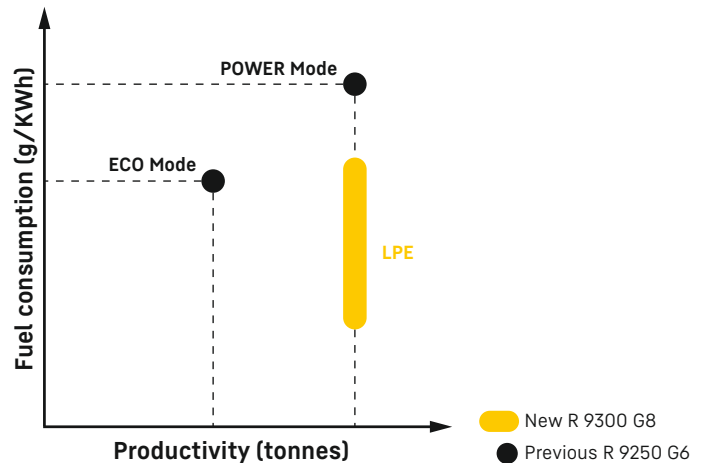 POWER Mode
ECO Mode
Fuel consumption (g/KWh)
LPE
Productivity (tonnes)
New R 9300 G8
Previous R 9250 G6